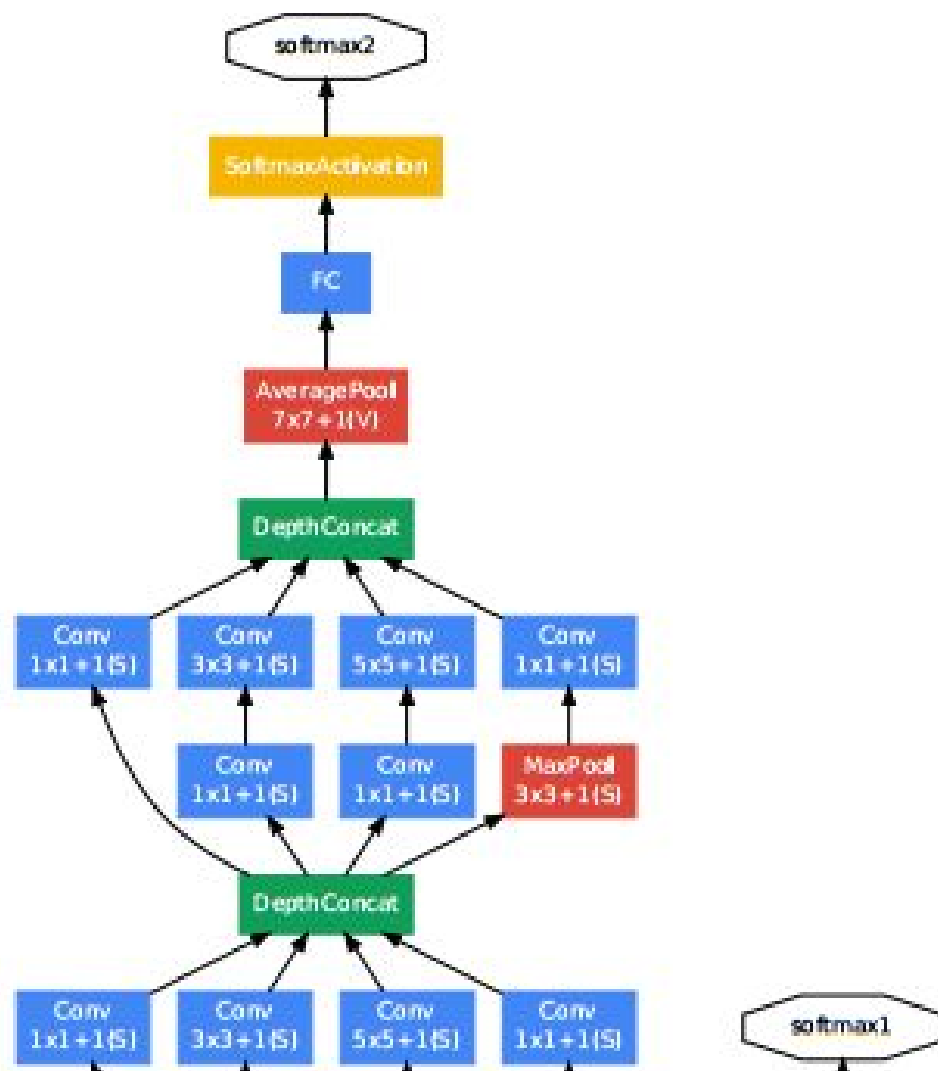 softmax2
SoftmaxActivation
FC
AveragePool
7x7+1(V)
DepthConcat
Conv
1x1+1(S)
Conv
3x3+1(S)
Conv
5x5+1(S)
Conv
1x1+1(S)
Conv
1x1+1(S)
Conv
1x1+1(S)
MaxPool
3x3+1(S)
DepthConcat
Conv
1x1+1(S)
Conv
3x3+1(S)
Conv
5x5+1(S)
Conv
1x1+1(S)
softmax1